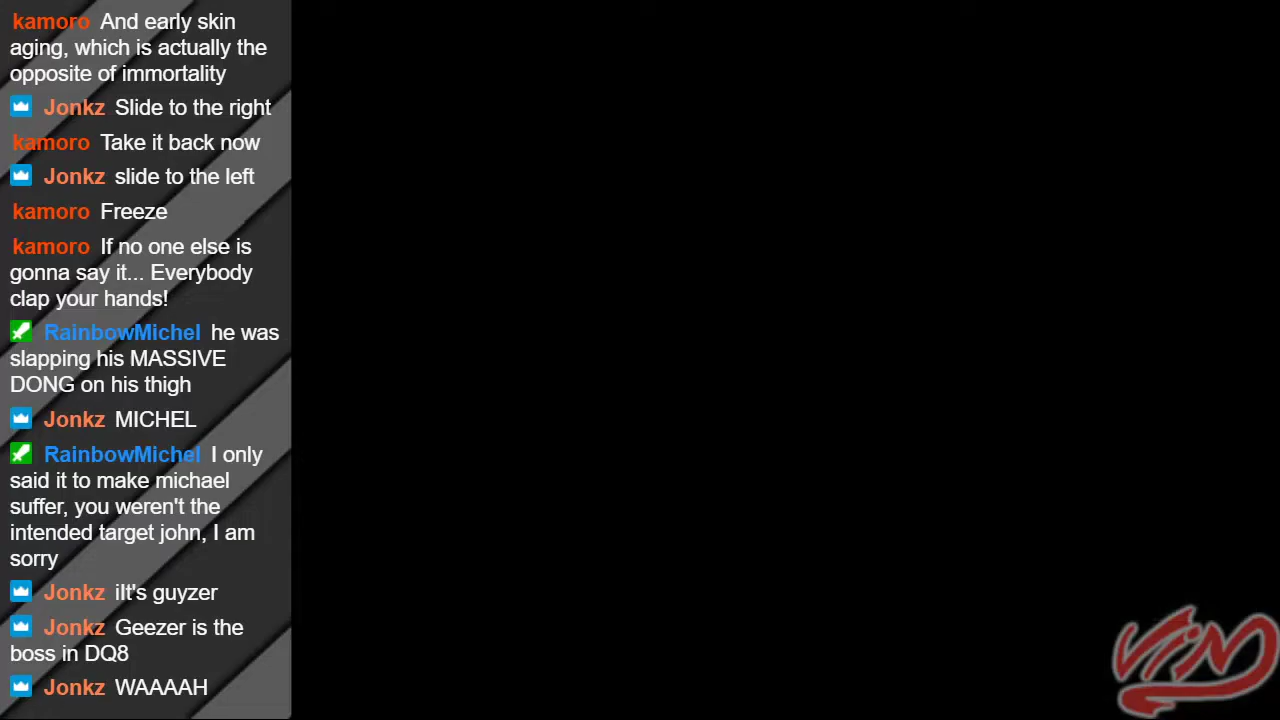 kamoro And early skin
aging, which is actually the
opposite of immortality
Jonkz Slide to the right
kamoro Take it back now
Jonkz slide to the left
kamoro Freeze
kamoro If no one else is
gonna say it... Everybody
clap your hands!
RainbowMichel he was
slapping his MASSIVE
DONG on his thigh
Jonkz MICHEL
RainbowMichel I only
said it to make michael
suffer, you weren't the
intended target john, I am
sorry
Jonkz iIt's guyzer
Jonkz Geezer is the
boss in DQ8
Jonkz WAAAAH